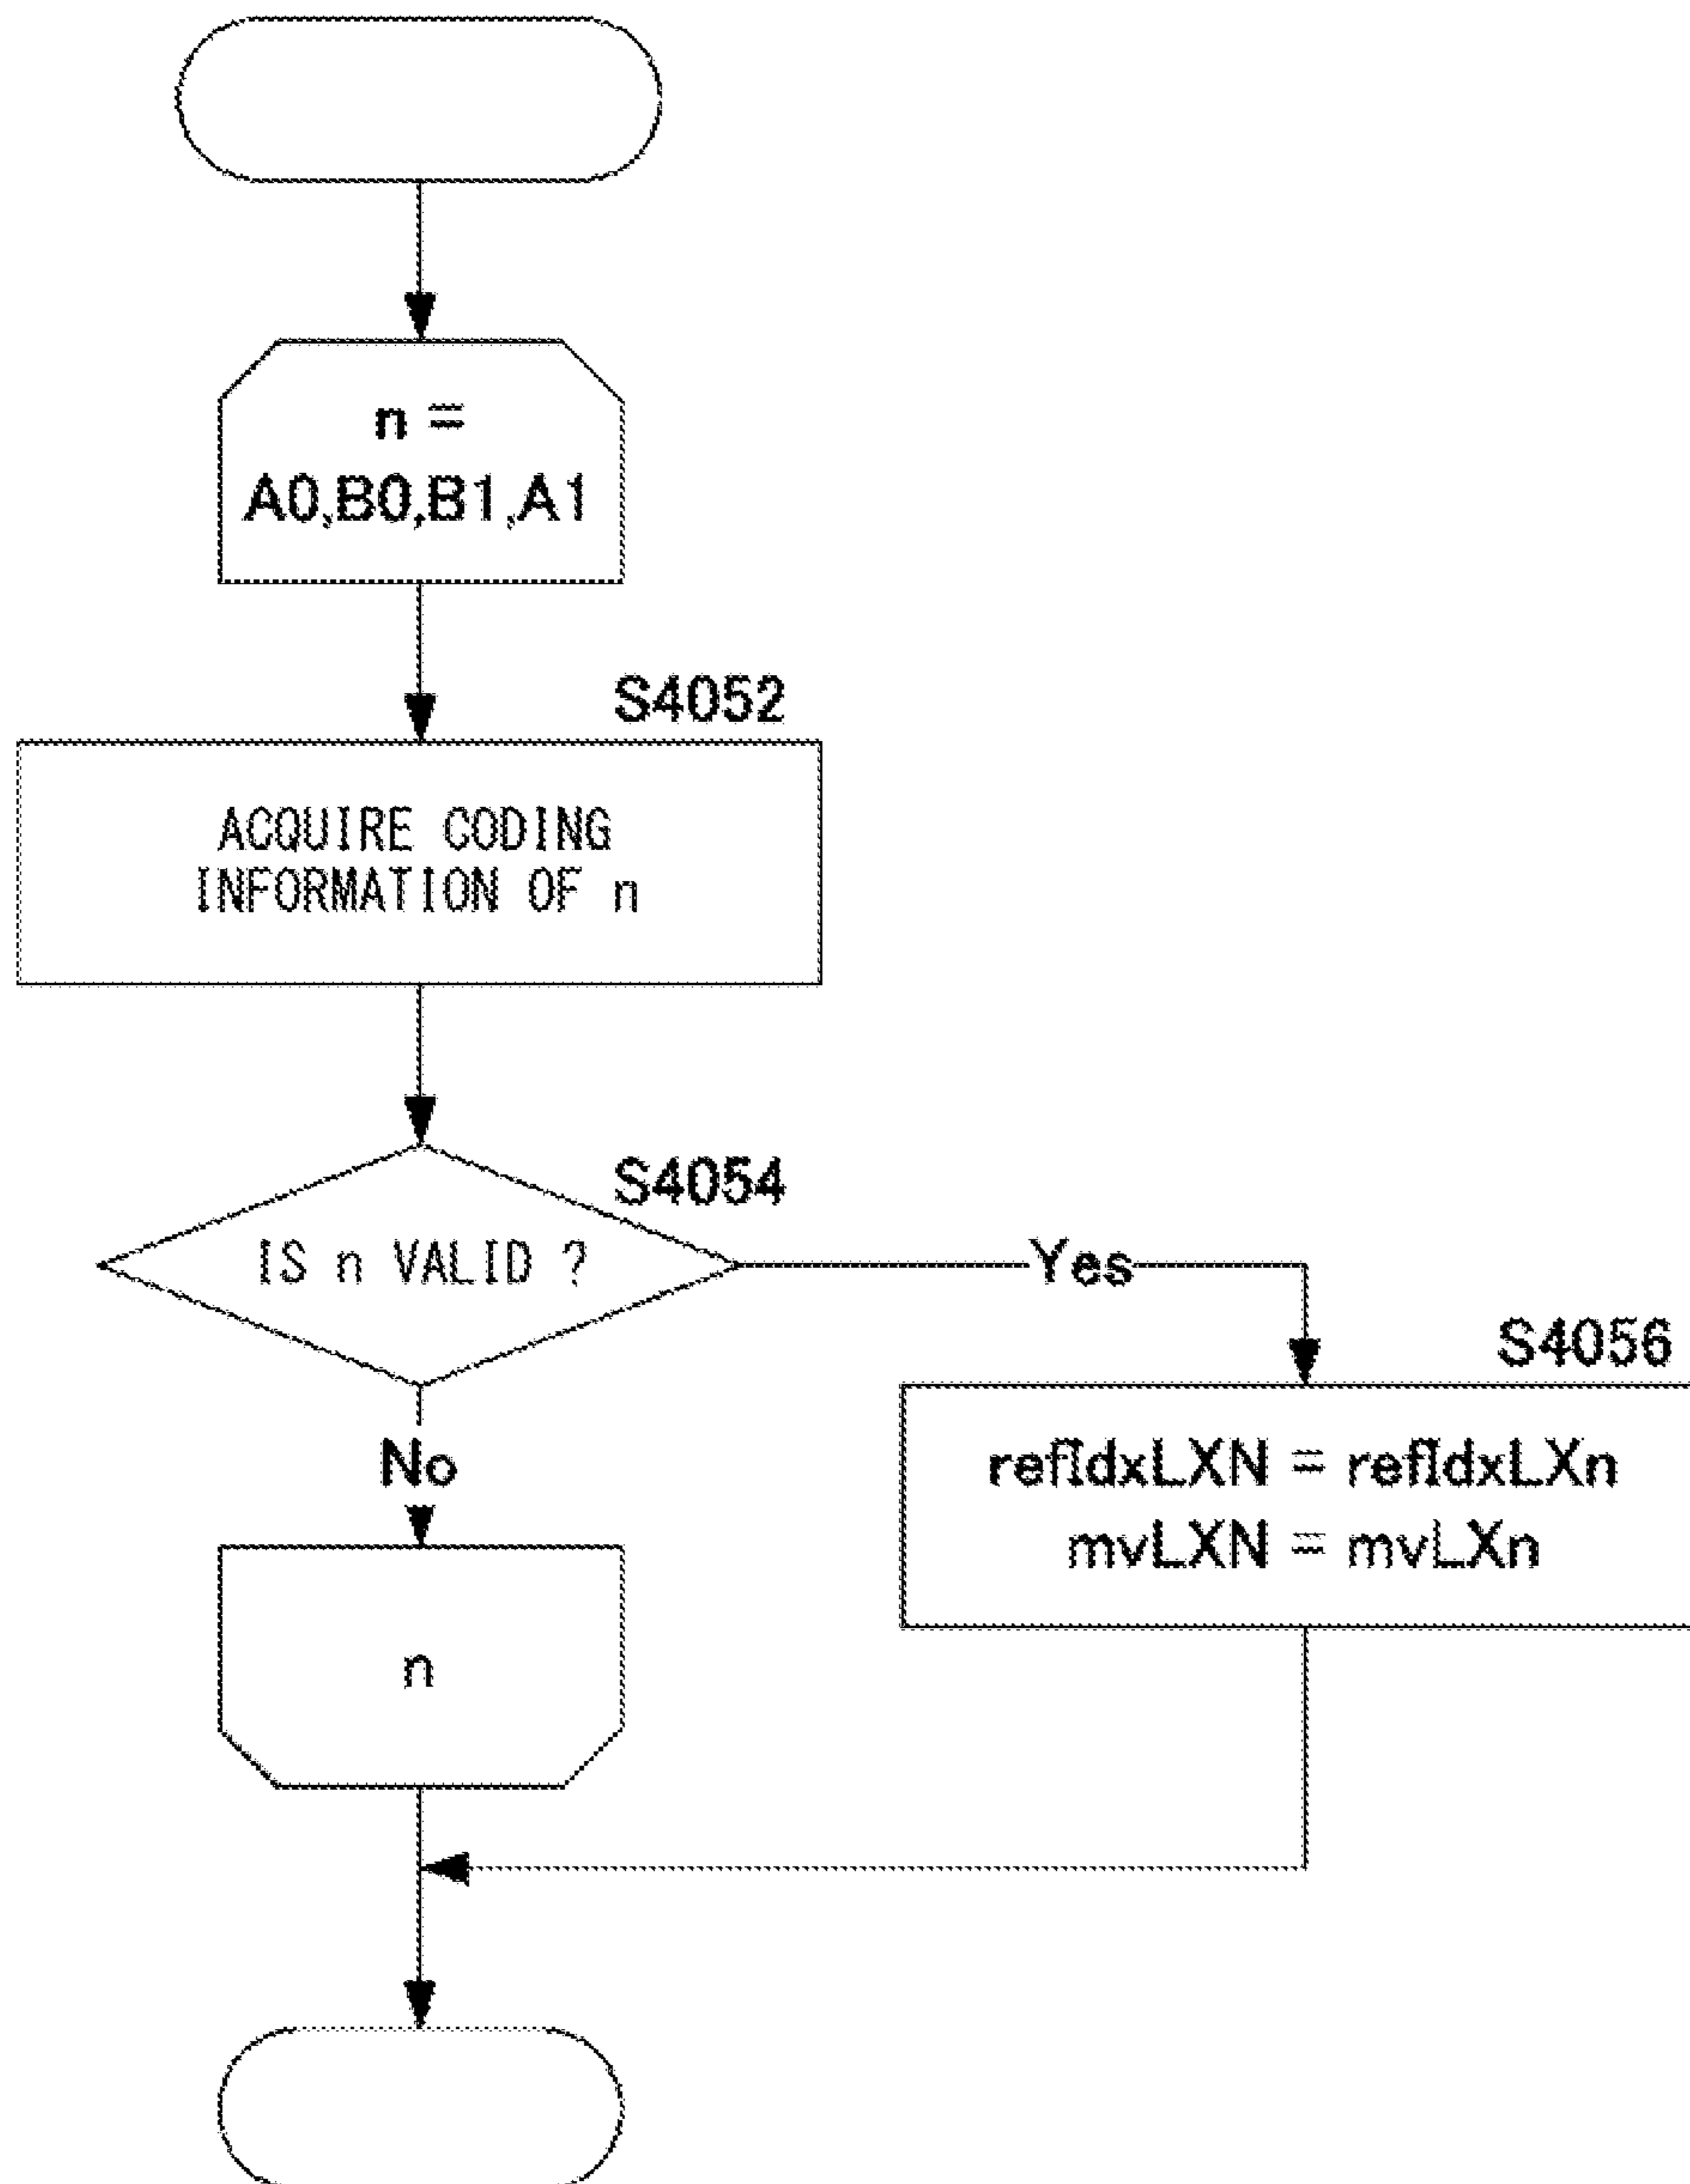 n =
A0,B0,B1,A1
S4052
ACQUIRE CODING
INFORMATION OF n
S4054
IS n VALID ?
Yes
S4056
No
refIdxLXN = refIdxLXn
mvLXN = mvLXn
n